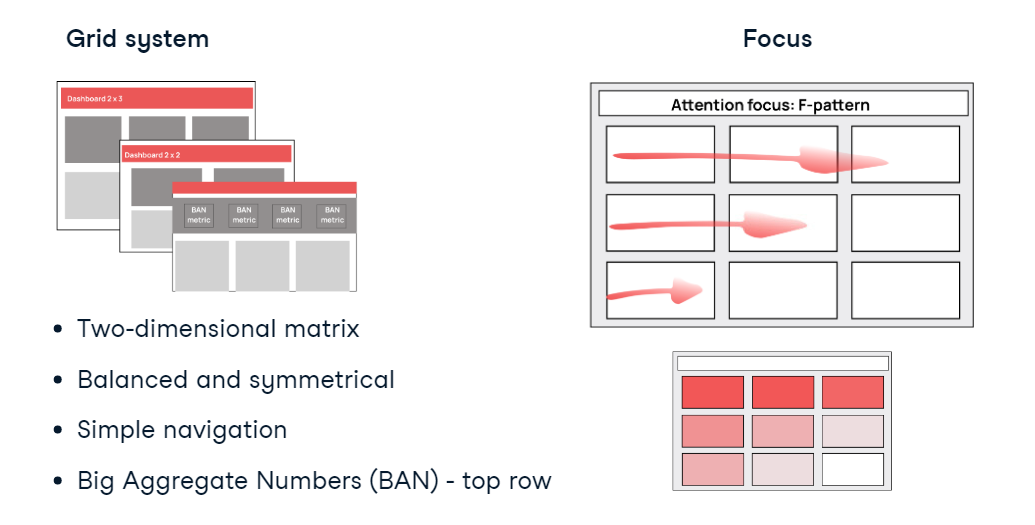 Grid system
Dashboard 2 x 3
Dashboard 2 x 2
BAN BAN BAN BAN
metric metric metric metric
• Two-dimensional matrix
• Balanced and symmetrical
• Simple navigation
• Big Aggregate Numbers (BAN) - top row
Focus
Attention focus: F-pattern